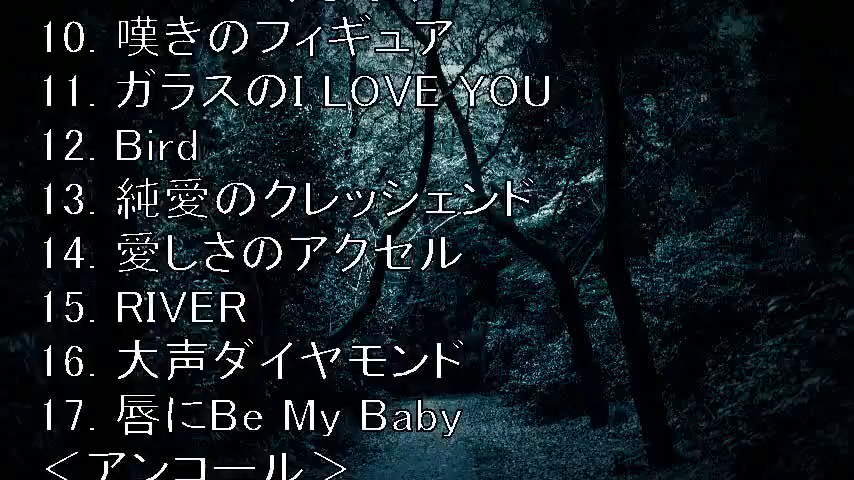 10. 嘆きのフィギュア
11. ガラスのI LOVE YOU
12. Bird
13. 純愛のクレッシェンド
14. 愛しさのアクセル
15. RIVER
16. 大声ダイヤモンド
17. 唇にBe My Baby
＜アンコール＞